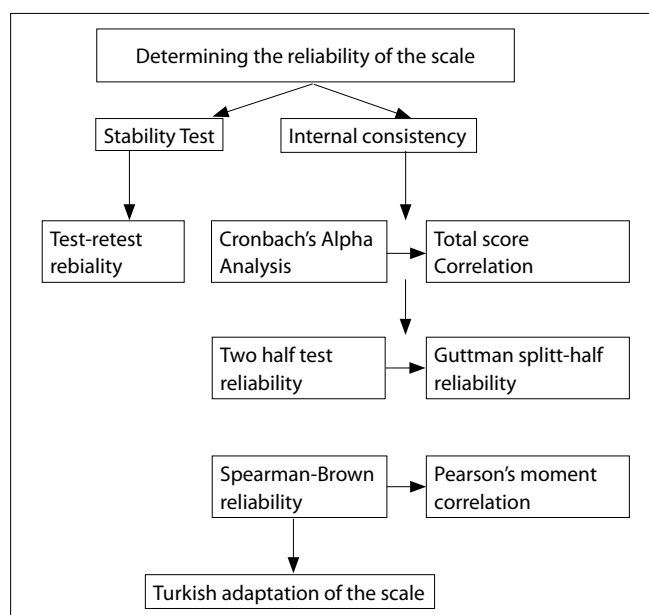 Determining the reliability of the scale
Stability Test
Internal consistency
Test-retest
rebiality
Cronbach's Alpha
Analysis
Total score
Correlation
Two half test
reliability
Guttman splitt-half
reliability
Spearman-Brown
reliability
Pearson's moment
correlation
Turkish adaptation of the scale